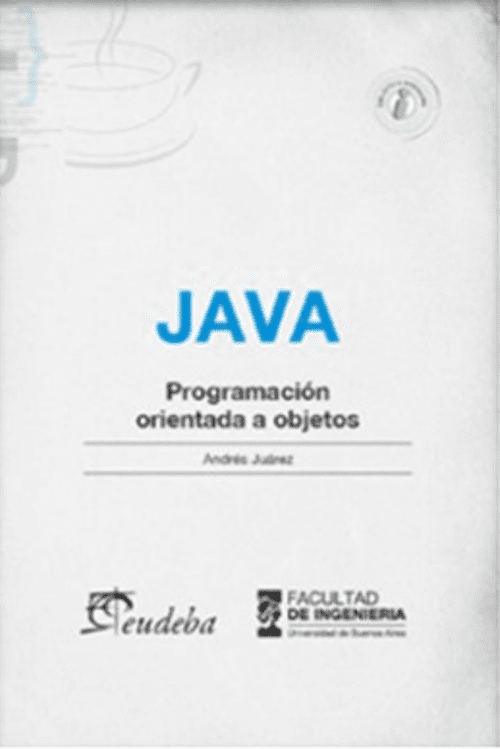 JAVA
Programación
orientada a objetos
Andrés Juárez
eudeba
FACULTAD
DE INGENIERIA
Universidad de Buenos Aires